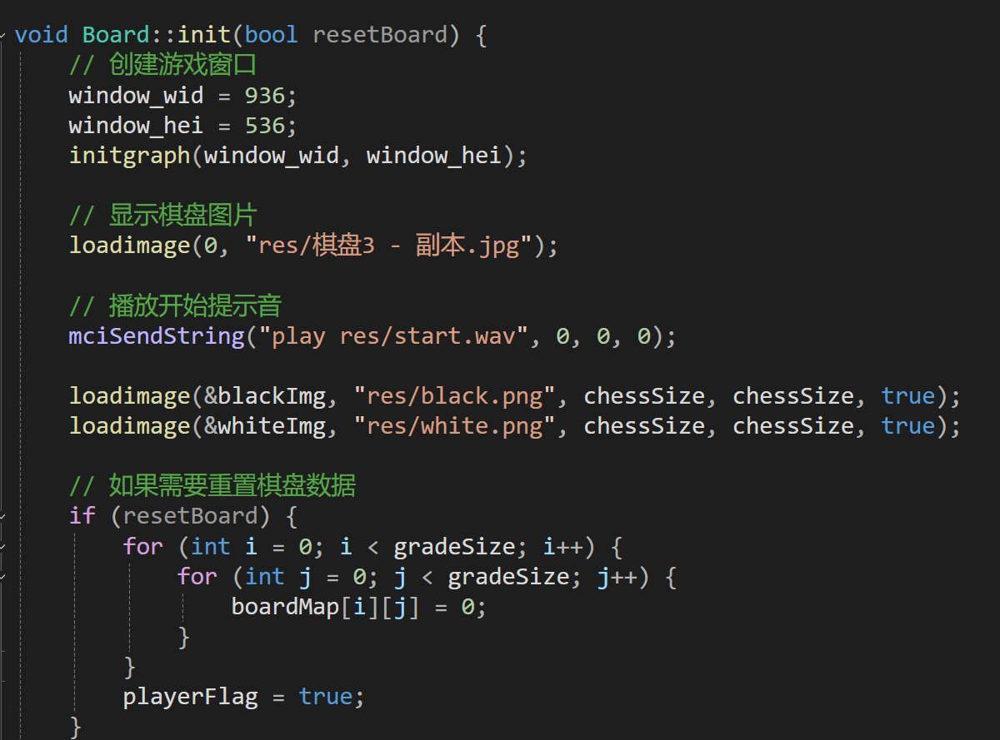 void Board::init(bool resetBoard) {
    // 创建游戏窗口
    window_wid = 936;
    window_hei = 536;
    initgraph(window_wid, window_hei);

    // 显示棋盘图片
    loadimage(0, "res/棋盘3 - 副本.jpg");

    // 播放开始提示音
    mciSendString("play res/start.wav", 0, 0, 0);

    loadimage(&blackImg, "res/black.png", chessSize, chessSize, true);
    loadimage(&whiteImg, "res/white.png", chessSize, chessSize, true);

    // 如果需要重置棋盘数据
    if (resetBoard) {
        for (int i = 0; i < gradeSize; i++) {
            for (int j = 0; j < gradeSize; j++) {
                boardMap[i][j] = 0;
            }
        }
        playerFlag = true;
    }